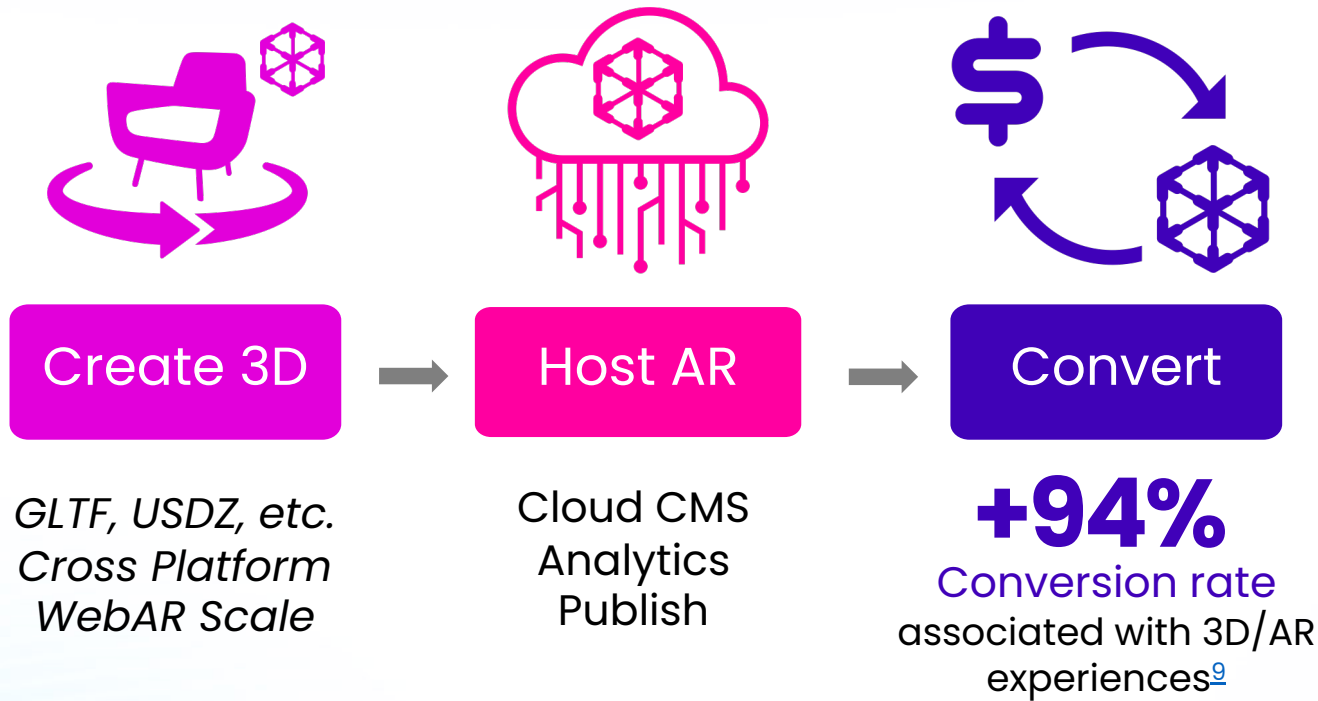 Create 3D
Host AR
Convert
GLTF, USDZ, etc.
Cross Platform
WebAR Scale
Cloud CMS
Analytics
Publish
+94%
Conversion rate
associated with 3D/AR
experiences9